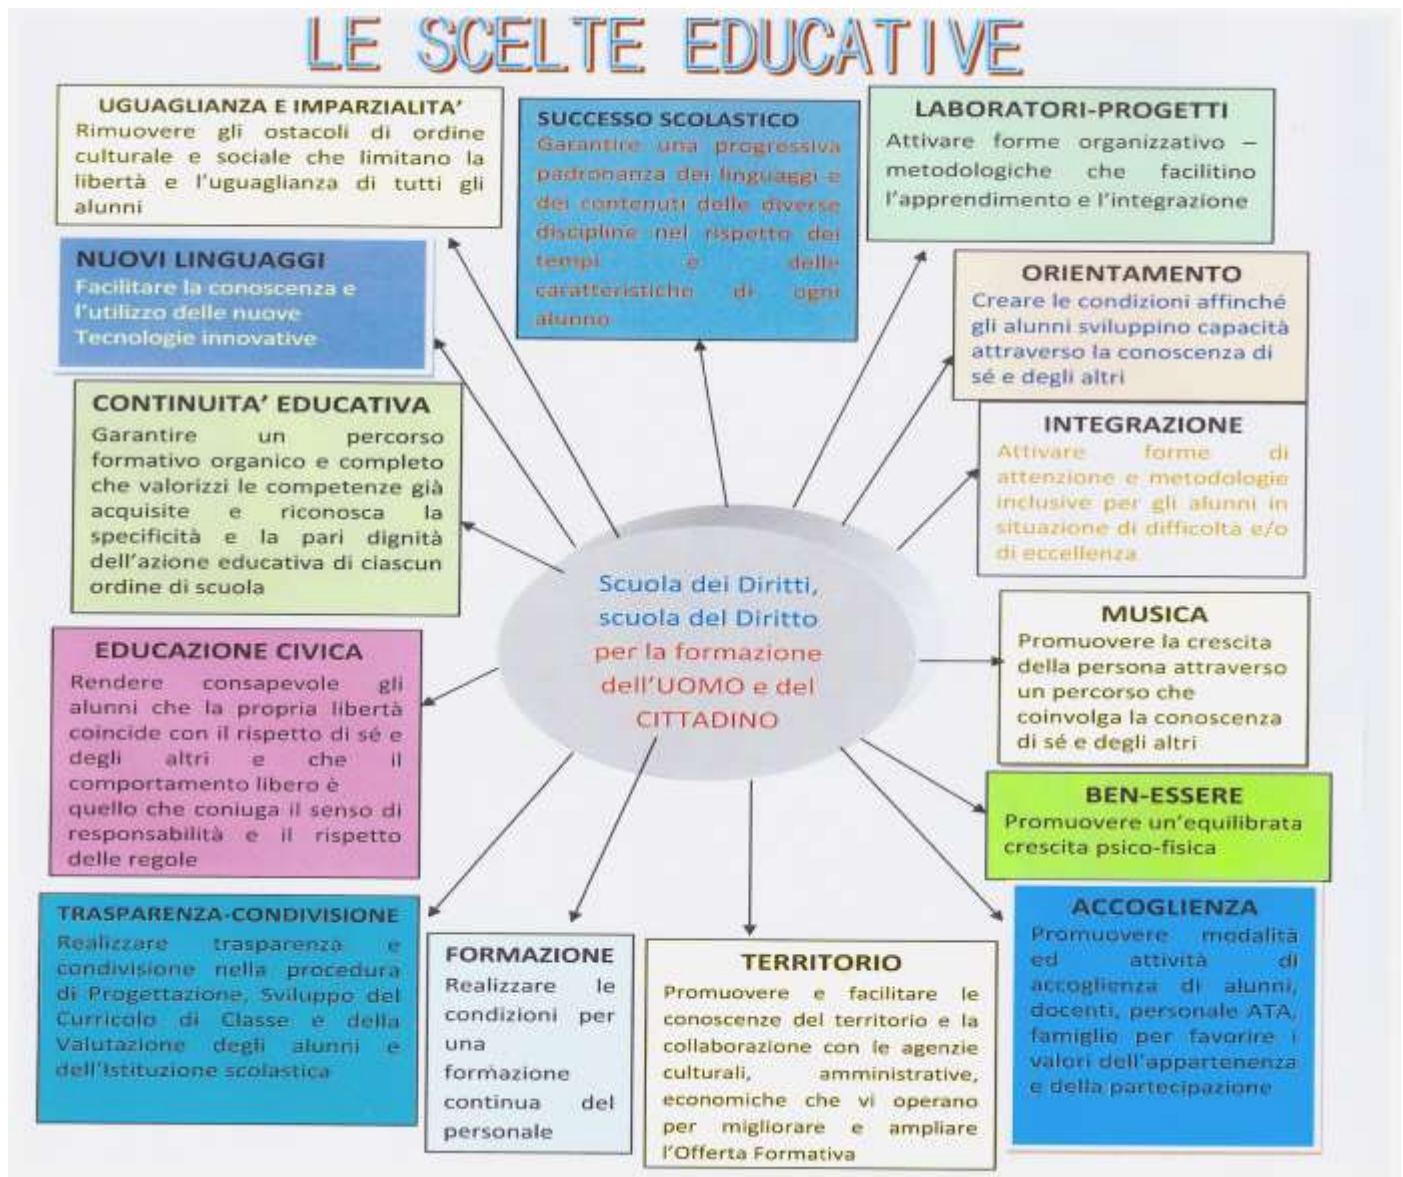 LE SCELTE EDUCATIVE
UGUAGLIANZA E IMPARZIALITA’
Rimuovere gli ostacoli di ordine
culturale e sociale che limitano la
libertà e l’uguaglianza di tutti gli
alunni
SUCCESSO SCOLASTICO
Garantire una progressiva
padronanza dei linguaggi e
dei contenuti delle diverse
discipline nel rispetto dei
tempi e delle
caratteristiche di ogni
alunno
LABORATORI-PROGETTI
Attivare forme organizzativo –
metodologiche che facilitino
l’apprendimento e l’integrazione
NUOVI LINGUAGGI
Facilitare la conoscenza e
l’utilizzo delle nuove
Tecnologie innovative
ORIENTAMENTO
Creare le condizioni affinché
gli alunni sviluppino capacità
attraverso la conoscenza di
sé e degli altri
CONTINUITA’ EDUCATIVA
Garantire un percorso
formativo organico e completo
che valorizzi le competenze già
acquisite e riconosca la
specificità e la pari dignità
dell’azione educativa di ciascun
ordine di scuola
INTEGRAZIONE
Attivare forme di
attenzione e metodologie
inclusive per gli alunni in
situazione di difficoltà e/o
di eccellenza
Scuola dei Diritti,
scuola del Diritto
per la formazione
dell’UOMO e del
CITTADINO
MUSICA
Promuovere la crescita
della persona attraverso
un percorso che
coinvolga la conoscenza
di sé e degli altri
EDUCAZIONE CIVICA
Rendere consapevole gli
alunni che la propria libertà
coincide con il rispetto di sé e
degli altri e che il
comportamento libero è
quello che coniuga il senso di
responsabilità e il rispetto
delle regole
BEN-ESSERE
Promuovere un’equilibrata
crescita psico-fisica
TRASPARENZA-CONDIVISIONE
Realizzare trasparenza e
condivisione nella procedura
di Progettazione, Sviluppo del
Curricolo di Classe e della
Valutazione degli alunni e
dell’Istituzione scolastica
FORMAZIONE
Realizzare le
condizioni per
una
formazione
continua del
personale
TERRITORIO
Promuovere e facilitare le
conoscenze del territorio e la
collaborazione con le agenzie
culturali, amministrative,
economiche che vi operano
per migliorare e ampliare
l’Offerta Formativa
ACCOGLIENZA
Promuovere modalità
ed attività di
accoglienza di alunni,
docenti, personale ATA,
famiglie per favorire i
valori dell’appartenenza
e della partecipazione